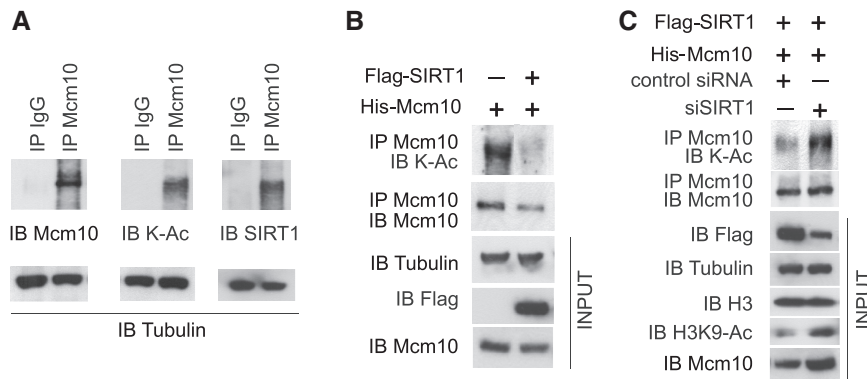 A
IP IgG
IP Mcm10
IP IgG
IP Mcm10
IP IgG
IP Mcm10
IB Mcm10
IB K-Ac
IB SIRT1
IB Tubulin
B
Flag-SIRT1 — +
His-Mcm10 + +
IP Mcm10
IB K-Ac
IP Mcm10
IB Mcm10
IB Tubulin
IB Flag
IB Mcm10
INPUT
C
Flag-SIRT1 + +
His-Mcm10 + +
control siRNA + —
siSIRT1 — +
IP Mcm10
IB K-Ac
IP Mcm10
IB Mcm10
IB Flag
IB Tubulin
IB H3
IB H3K9-Ac
IB Mcm10
INPUT